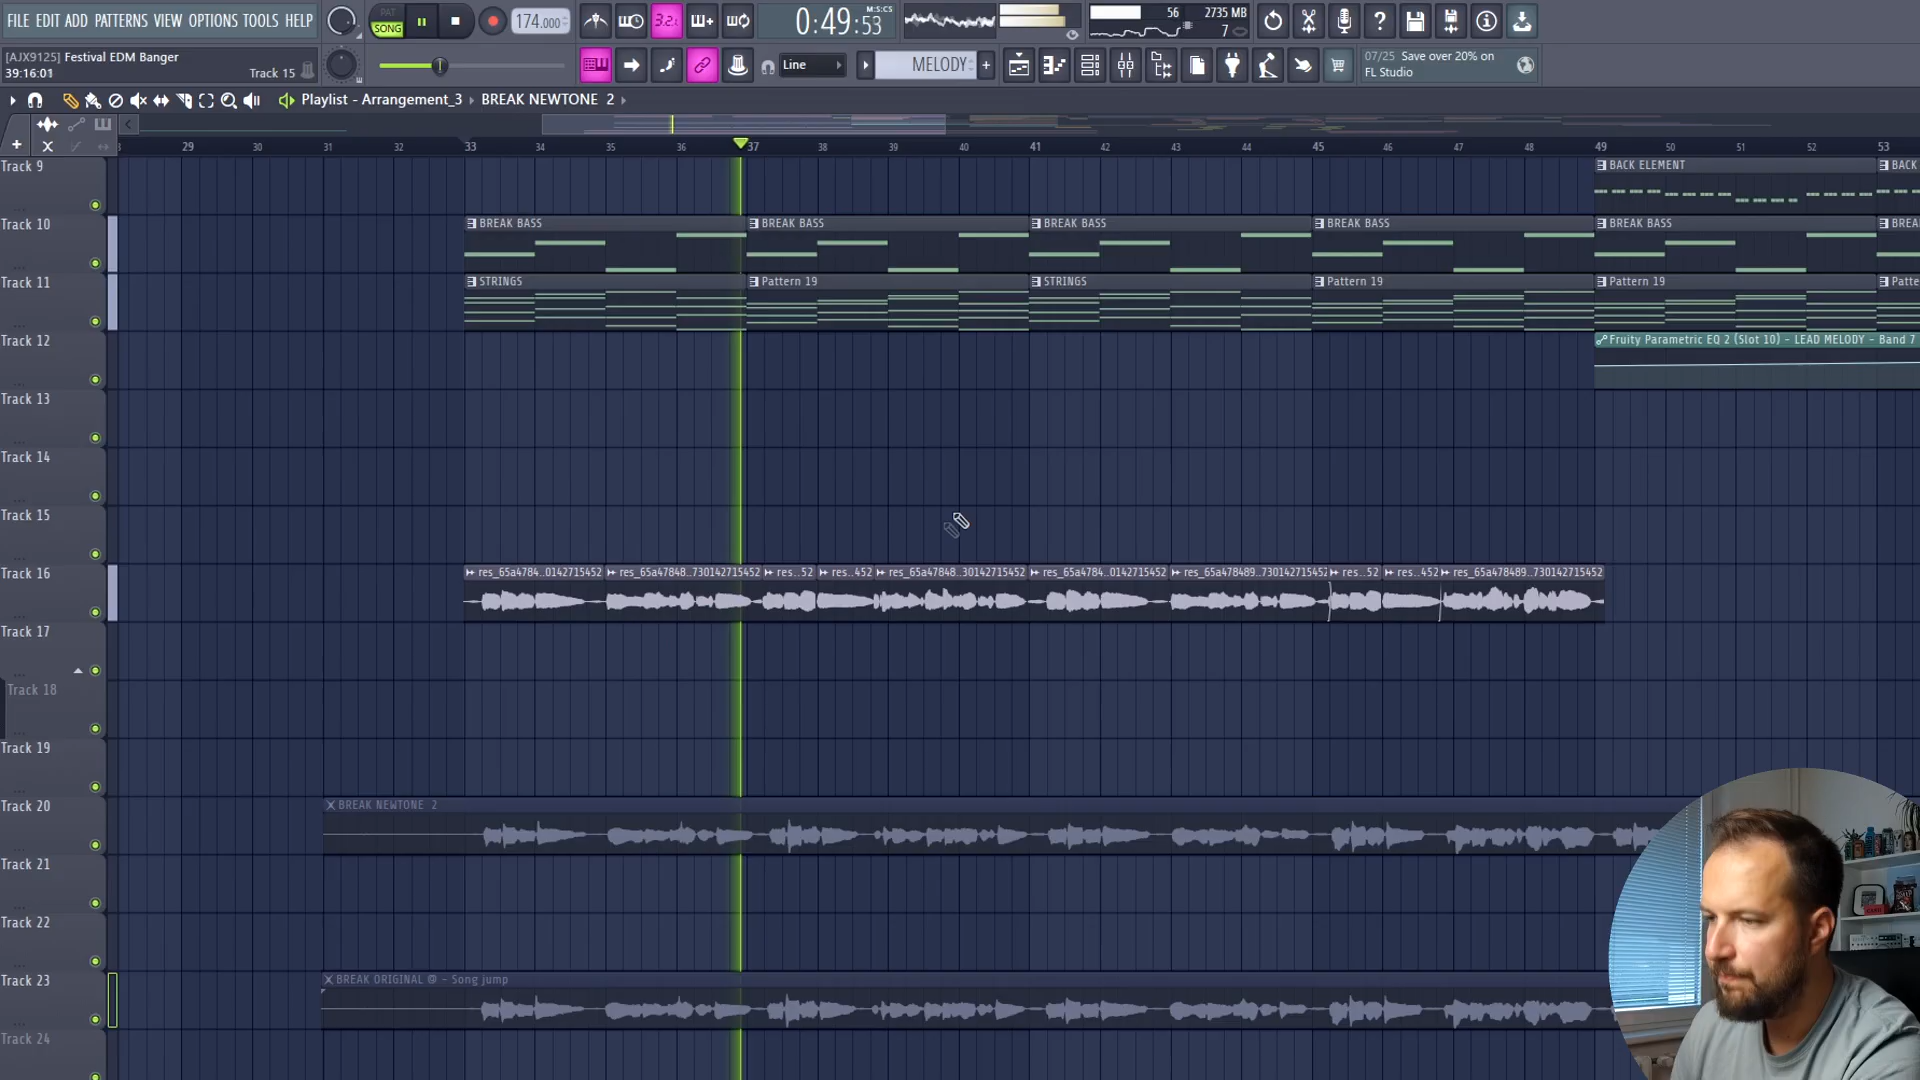 FILE EDIT ADD PATTERNS VIEW OPTIONS TOOLS HELP
PAT
SONG
174.000
3.2.
0:49:53
M:S:CS
56
2735 MB
7
[AJX9125] Festival EDM Banger
39:16:01
Track 15
Line
MELODY
07/25 Save over 20% on
FL Studio
Playlist - Arrangement_3 ▸ BREAK NEWTONE 2 ▸
29 30 31 32 33 34 35 36 37 38 39 40 41 42 43 44 45 46 47 48 49 50 51 52 53
Track 9
BACK ELEMENT
BACK
Track 10
BREAK BASS
BREAK BASS
BREAK BASS
BREAK BASS
BREAK BASS
BREA
Track 11
STRINGS
Pattern 19
STRINGS
Pattern 19
Pattern 19
Patte
Track 12
Fruity Parametric EQ 2 (Slot 10) - LEAD MELODY - Band 7
Track 13
Track 14
Track 15
Track 16
res_65a4784..0142715452
res_65a47848..730142715452
res..52
res..452
res_65a47848..30142715452
res_65a4784..0142715452
res_65a478489..730142715452
res..52
res..452
res_65a478489..730142715452
Track 17
Track 18
Track 19
Track 20
BREAK NEWTONE 2
Track 21
Track 22
Track 23
BREAK ORIGINAL @ - Song jump
Track 24